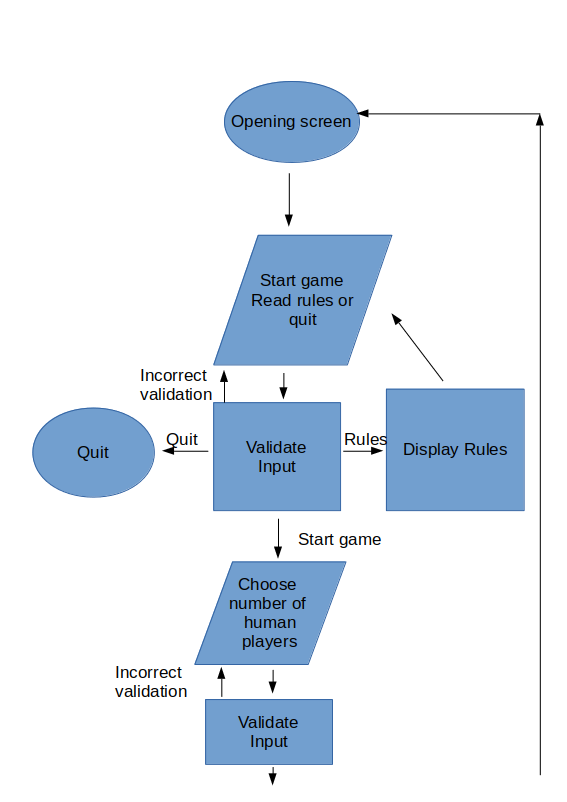 Opening screen
Start game
Read rules or
quit
Incorrect
validation
Quit
Quit
Validate
Input
Rules
Display Rules
Start game
Choose
number of
human
players
Incorrect
validation
Validate
Input